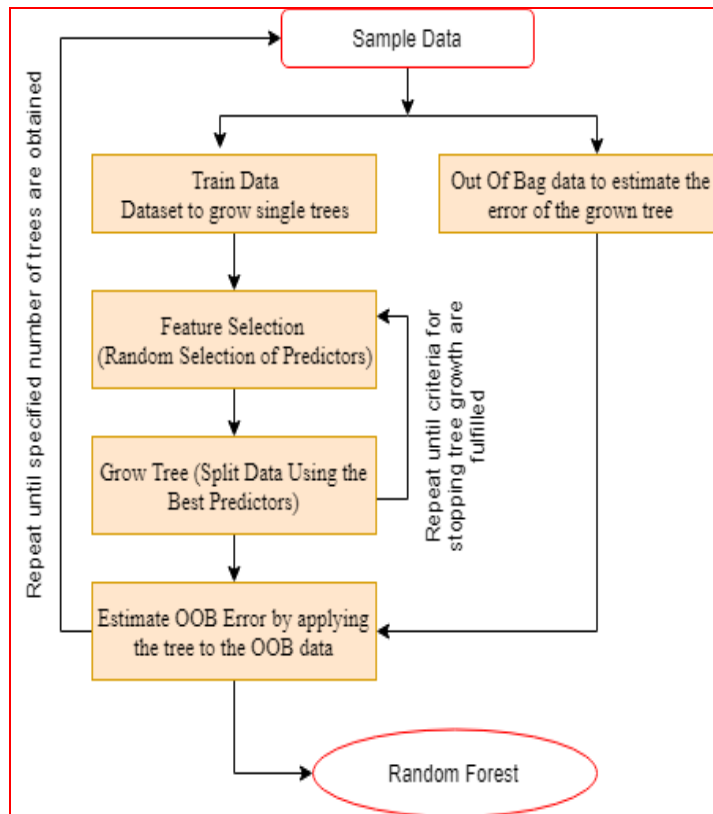 Sample Data
Train Data
Dataset to grow single trees
Out Of Bag data to estimate the
error of the grown tree
Feature Selection
(Random Selection of Predictors)
Grow Tree (Split Data Using the
Best Predictors)
Repeat until criteria for
stopping tree growth are
fulfilled
Repeat until specified number of trees are obtained
Estimate OOB Error by applying
the tree to the OOB data
Random Forest